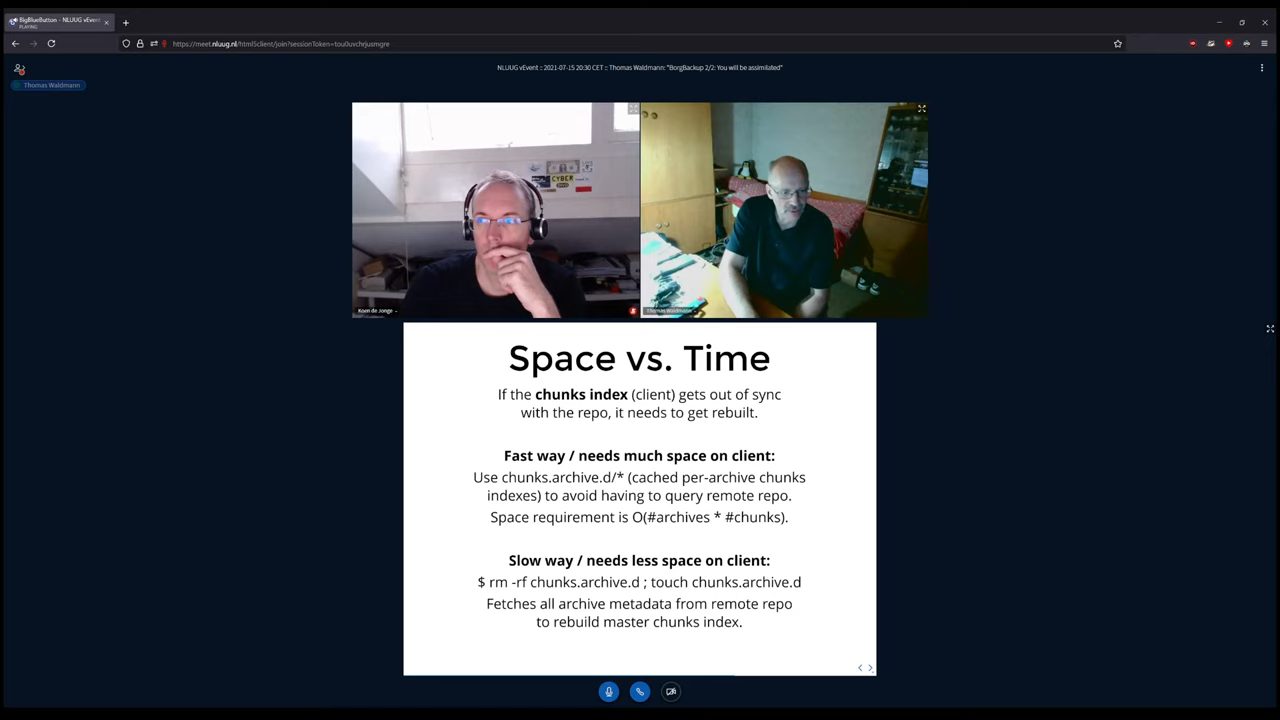 BigBlueButton - NLUUG vEvent
PLAYING
https://meet.nluug.nl/html5client/join?sessionToken=tou0uvchrjusmgre
NLUUG vEvent :: 2021-07-15 20:30 CET :: Thomas Waldmann: "BorgBackup 2/2: You will be assimilated"
Thomas Waldmann
CYBER
Koen de Jonge
Thomas Waldmann
Space vs. Time
If the chunks index (client) gets out of sync
with the repo, it needs to get rebuilt.
Fast way / needs much space on client:
Use chunks.archive.d/* (cached per-archive chunks
indexes) to avoid having to query remote repo.
Space requirement is O(#archives * #chunks).
Slow way / needs less space on client:
$ rm -rf chunks.archive.d ; touch chunks.archive.d
Fetches all archive metadata from remote repo
to rebuild master chunks index.